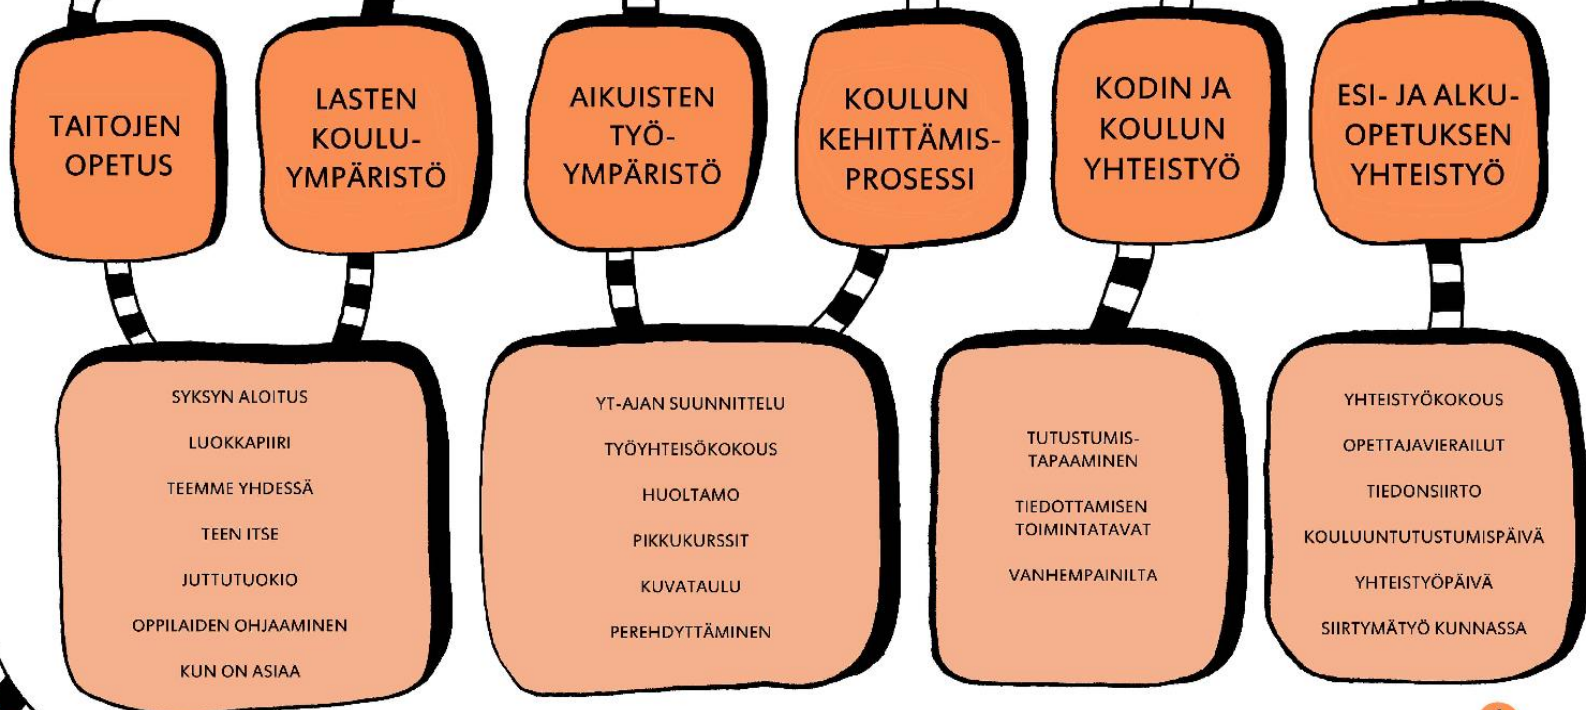 TAITOJEN
OPETUS
LASTEN
KOULU-
YMPÄRISTÖ
AIKUISTEN
TYÖ-
YMPÄRISTÖ
KOULUN
KEHITTÄMIS-
PROSESSI
KODIN JA
KOULUN
YHTEISTYÖ
ESI- JA ALKU-
OPETUKSEN
YHTEISTYÖ
SYKSYN ALOITUS
LUOKKAPIIRI
TEEMME YHDESSÄ
TEEN ITSE
JUTTUTUOKIO
OPPILAIDEN OHJAAMINEN
KUN ON ASIAA
YT-AJAN SUUNNITTELU
TYÖYHTEISÖKOKOUS
HUOLTAMO
PIKKUKURSSIT
KUVATAULU
PEREHDYTTÄMINEN
TUTUSTUMIS-
TAPAAMINEN
TIEDOTTAMISEN
TOIMINTATAVAT
VANHEMPAINILTA
YHTEISTYÖKOKOUS
OPETTAJAVIERAILUT
TIEDONSIIRTO
KOULUUNTUTUSTUMISPÄIVÄ
YHTEISTYÖPÄIVÄ
SIIRTYMÄTYÖ KUNNASSA